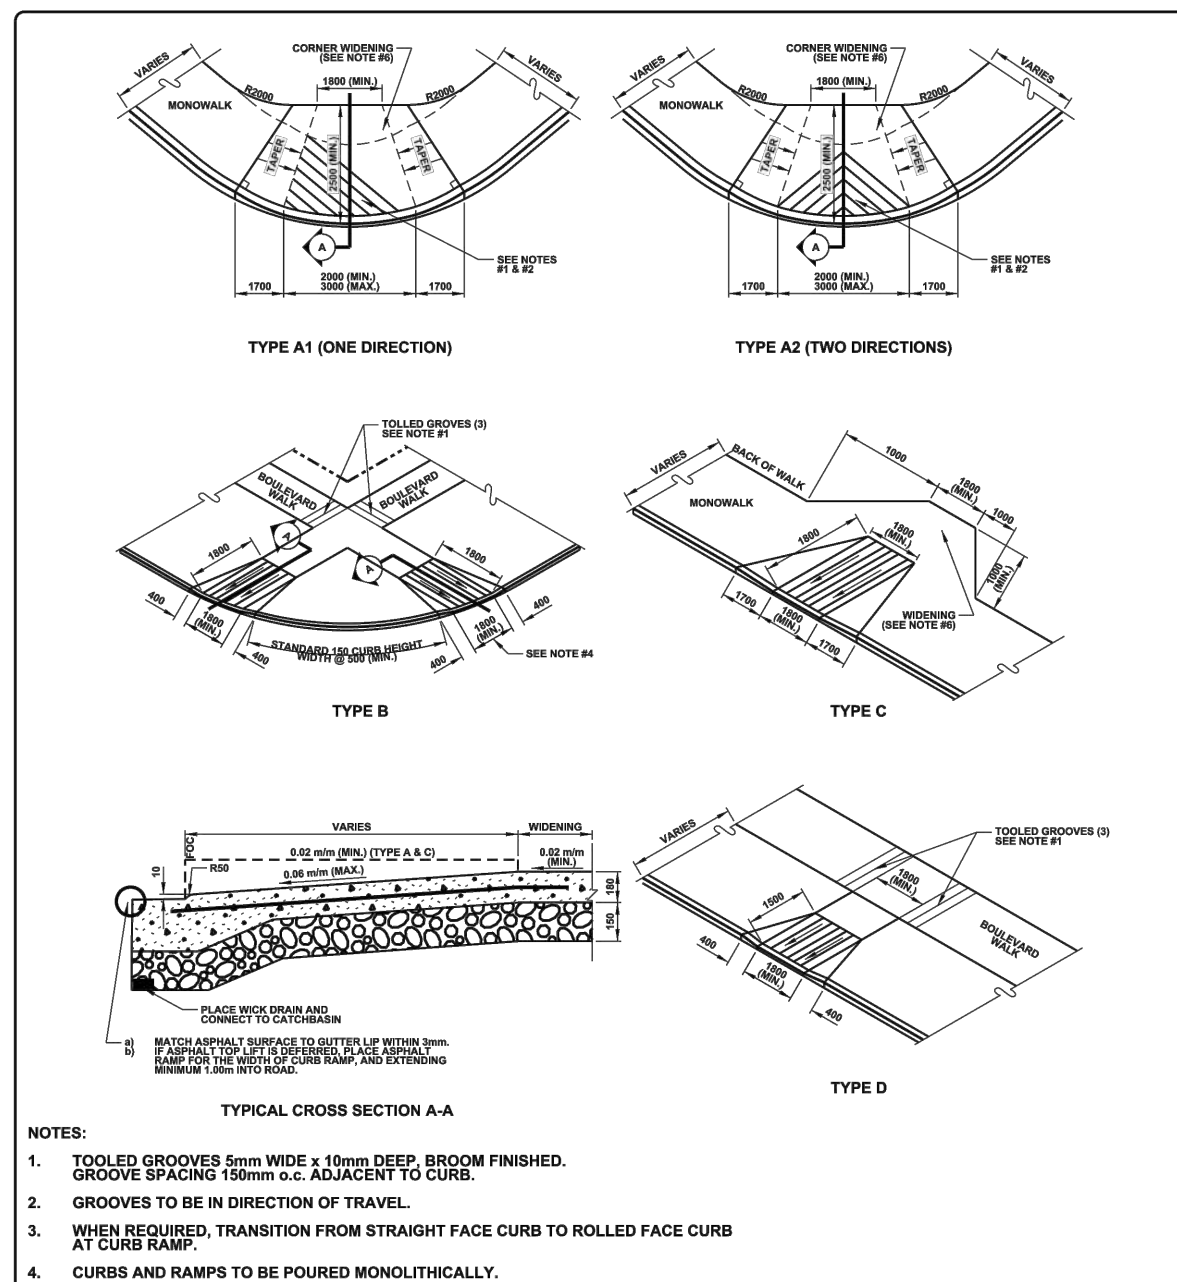 VARIES
CORNER WIDENING
(SEE NOTE #6)
1800 (MIN.)
R2000
R2000
VARIES
MONOWALK
TAPER
2500 (MIN.)
TAPER
A
SEE NOTES
#1 & #2
1700
2000 (MIN.)
3000 (MAX.)
1700
TYPE A1 (ONE DIRECTION)
VARIES
CORNER WIDENING
(SEE NOTE #6)
1800 (MIN.)
R2000
R2000
VARIES
MONOWALK
TAPER
2500 (MIN.)
TAPER
A
SEE NOTES
#1 & #2
1700
2000 (MIN.)
3000 (MAX.)
1700
TYPE A2 (TWO DIRECTIONS)
TOLLED GROVES (3)
SEE NOTE #1
BOULEVARD
WALK
BOULEVARD
WALK
A
A
1800
1800
400
1800
(MIN.)
400
STANDARD 150 CURB HEIGHT
WIDTH @ 500 (MIN.)
400
1800
(MIN.)
400
SEE NOTE #4
TYPE B
VARIES
BACK OF WALK
MONOWALK
1000
1800
(MIN.)
1000
1000
(MIN.)
1800
1800
(MIN.)
1700
1800
(MIN.)
1700
WIDENING
(SEE NOTE #6)
TYPE C
VARIES
WIDENING
FOC
0.02 m/m (MIN.) (TYPE A & C)
0.02 m/m
(MIN.)
R50
0.06 m/m (MAX.)
10
180
150
PLACE WICK DRAIN AND
CONNECT TO CATCHBASIN
a) MATCH ASPHALT SURFACE TO GUTTER LIP WITHIN 3mm.
b) IF ASPHALT TOP LIFT IS DEFERRED, PLACE ASPHALT
RAMP FOR THE WIDTH OF CURB RAMP, AND EXTENDING
MINIMUM 1.00m INTO ROAD.
TYPICAL CROSS SECTION A-A
VARIES
TOOLED GROOVES (3)
SEE NOTE #1
1800
(MIN.)
1500
BOULEVARD
WALK
400
1800
(MIN.)
400
TYPE D
NOTES:
1. TOOLED GROOVES 5mm WIDE x 10mm DEEP, BROOM FINISHED.
GROOVE SPACING 150mm o.c. ADJACENT TO CURB.
2. GROOVES TO BE IN DIRECTION OF TRAVEL.
3. WHEN REQUIRED, TRANSITION FROM STRAIGHT FACE CURB TO ROLLED FACE CURB
AT CURB RAMP.
4. CURBS AND RAMPS TO BE POURED MONOLITHICALLY.